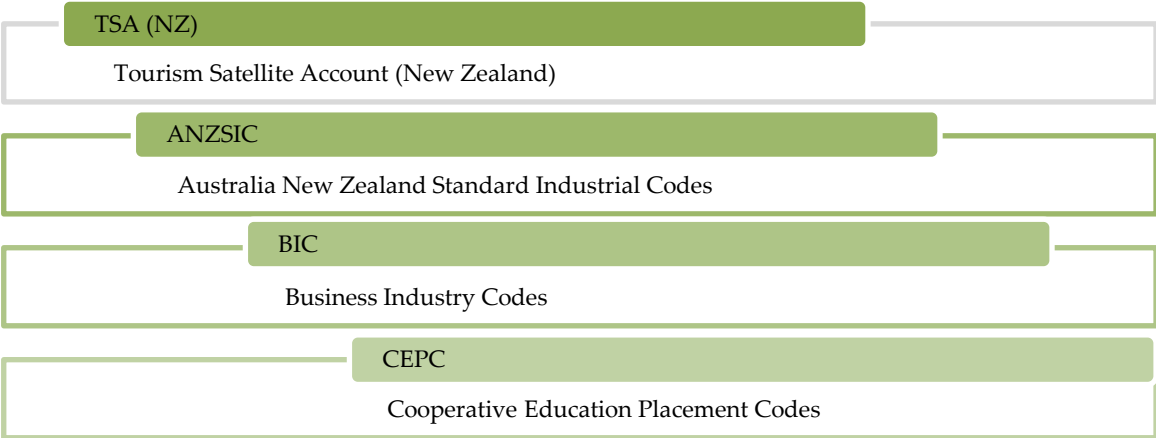 TSA (NZ)
Tourism Satellite Account (New Zealand)
ANZSIC
Australia New Zealand Standard Industrial Codes
BIC
Business Industry Codes
CEPC
Cooperative Education Placement Codes